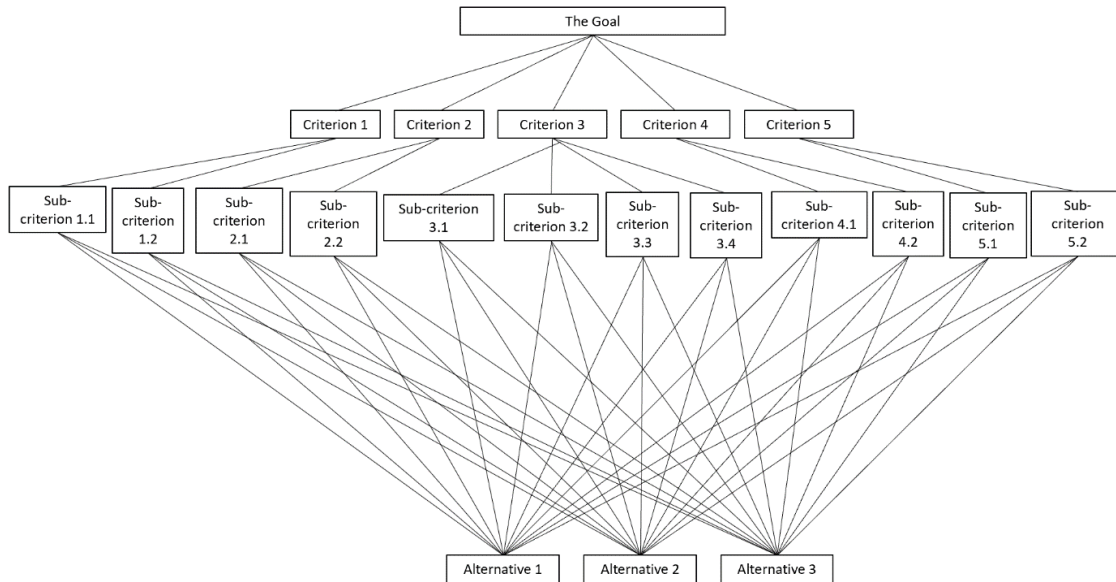 The Goal
Criterion 1
Criterion 2
Criterion 3
Criterion 4
Criterion 5
Sub-
criterion 1.1
Sub-
criterion
1.2
Sub-
criterion
2.1
Sub-
criterion
2.2
Sub-criterion
3.1
Sub-
criterion 3.2
Sub-
criterion
3.3
Sub-
criterion
3.4
Sub-
criterion 4.1
Sub-
criterion
4.2
Sub-
criterion
5.1
Sub-
criterion
5.2
Alternative 1
Alternative 2
Alternative 3